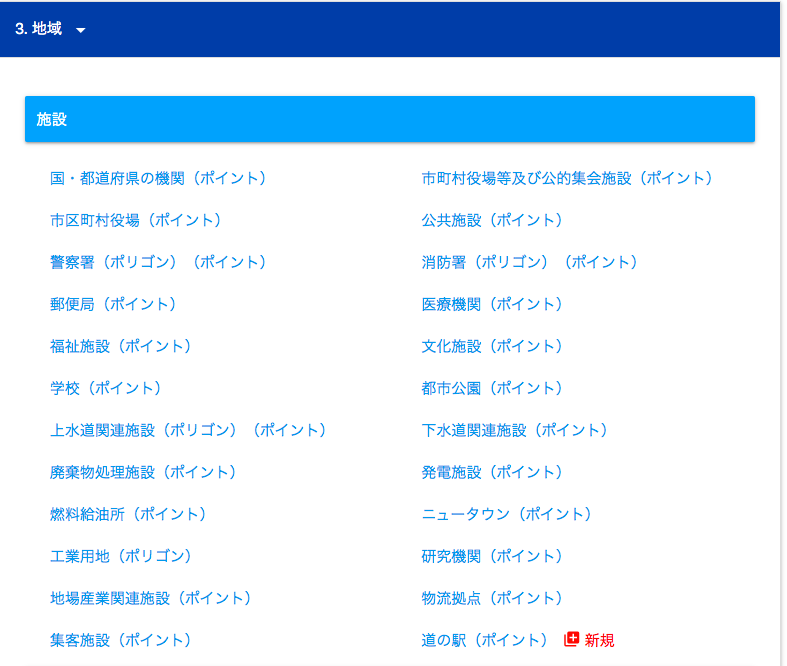 3. 地域
施設
国・都道府県の機関（ポイント）
市町村役場等及び公的集会施設（ポイント）
市区町村役場（ポイント）
公共施設（ポイント）
警察署（ポリゴン）（ポイント）
消防署（ポリゴン）（ポイント）
郵便局（ポイント）
医療機関（ポイント）
福祉施設（ポイント）
文化施設（ポイント）
学校（ポイント）
都市公園（ポイント）
上水道関連施設（ポリゴン）（ポイント）
下水道関連施設（ポイント）
廃棄物処理施設（ポイント）
発電施設（ポイント）
燃料給油所（ポイント）
ニュータウン（ポイント）
工業用地（ポリゴン）
研究機関（ポイント）
地場産業関連施設（ポイント）
物流拠点（ポイント）
集客施設（ポイント）
道の駅（ポイント） 新規